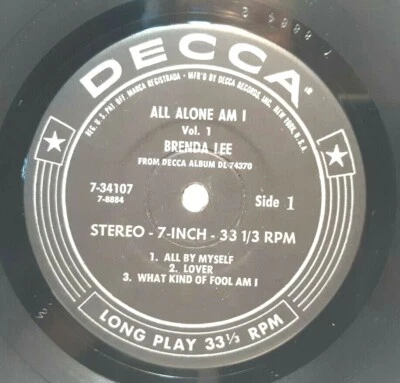 DECCA®
REG. U.S. PAT. OFF. MARCA REGISTRADA • MFR'D BY DECCA RECORDS, INC., NEW YORK, U.S.A.
ALL ALONE AM I
Vol. 1
BRENDA LEE
FROM DECCA ALBUM DL 74370
7-34107
7-8884
Side 1
STEREO - 7-INCH - 33 1/3 RPM
1. ALL BY MYSELF
2. LOVER
3. WHAT KIND OF FOOL AM I
LONG PLAY 33⅓ RPM